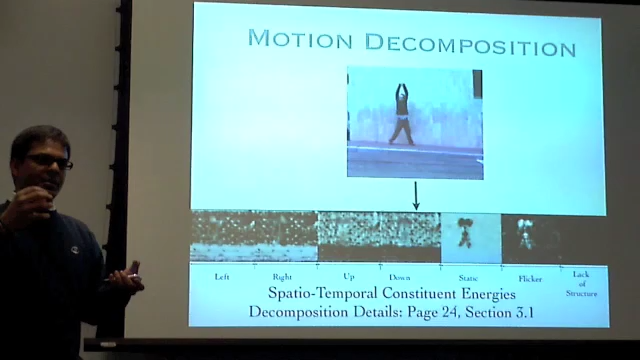 MOTION DECOMPOSITION
Left Right Up Down Static Flicker Lack
of
Structure
Spatio-Temporal Constituent Energies
Decomposition Details: Page 24, Section 3.1